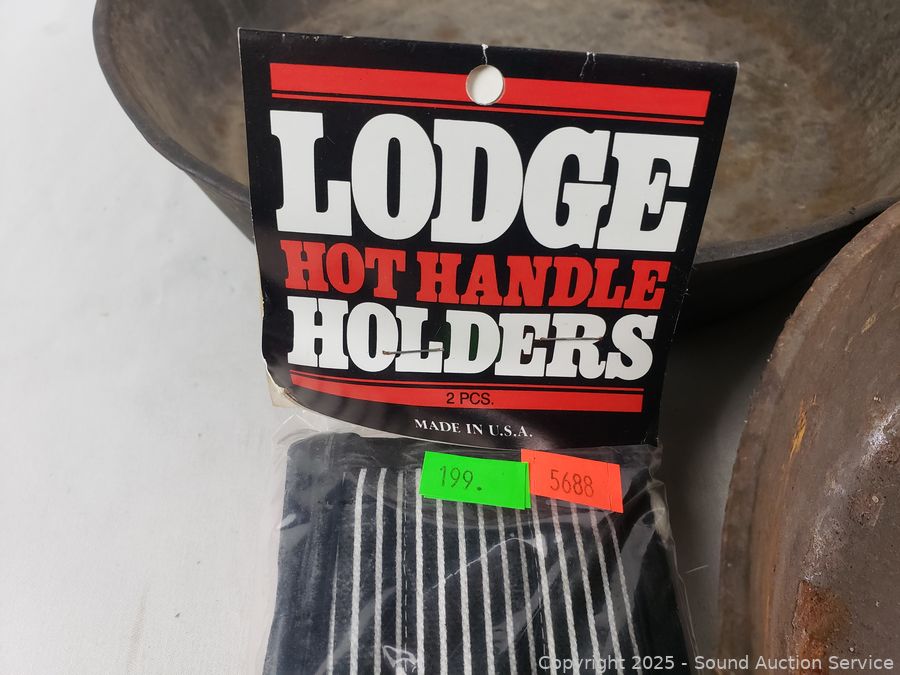 LODGE
HOT HANDLE
HOLDERS
2 PCS.
MADE IN U.S.A.
199.
5688
Copyright 2025 - Sound Auction Service